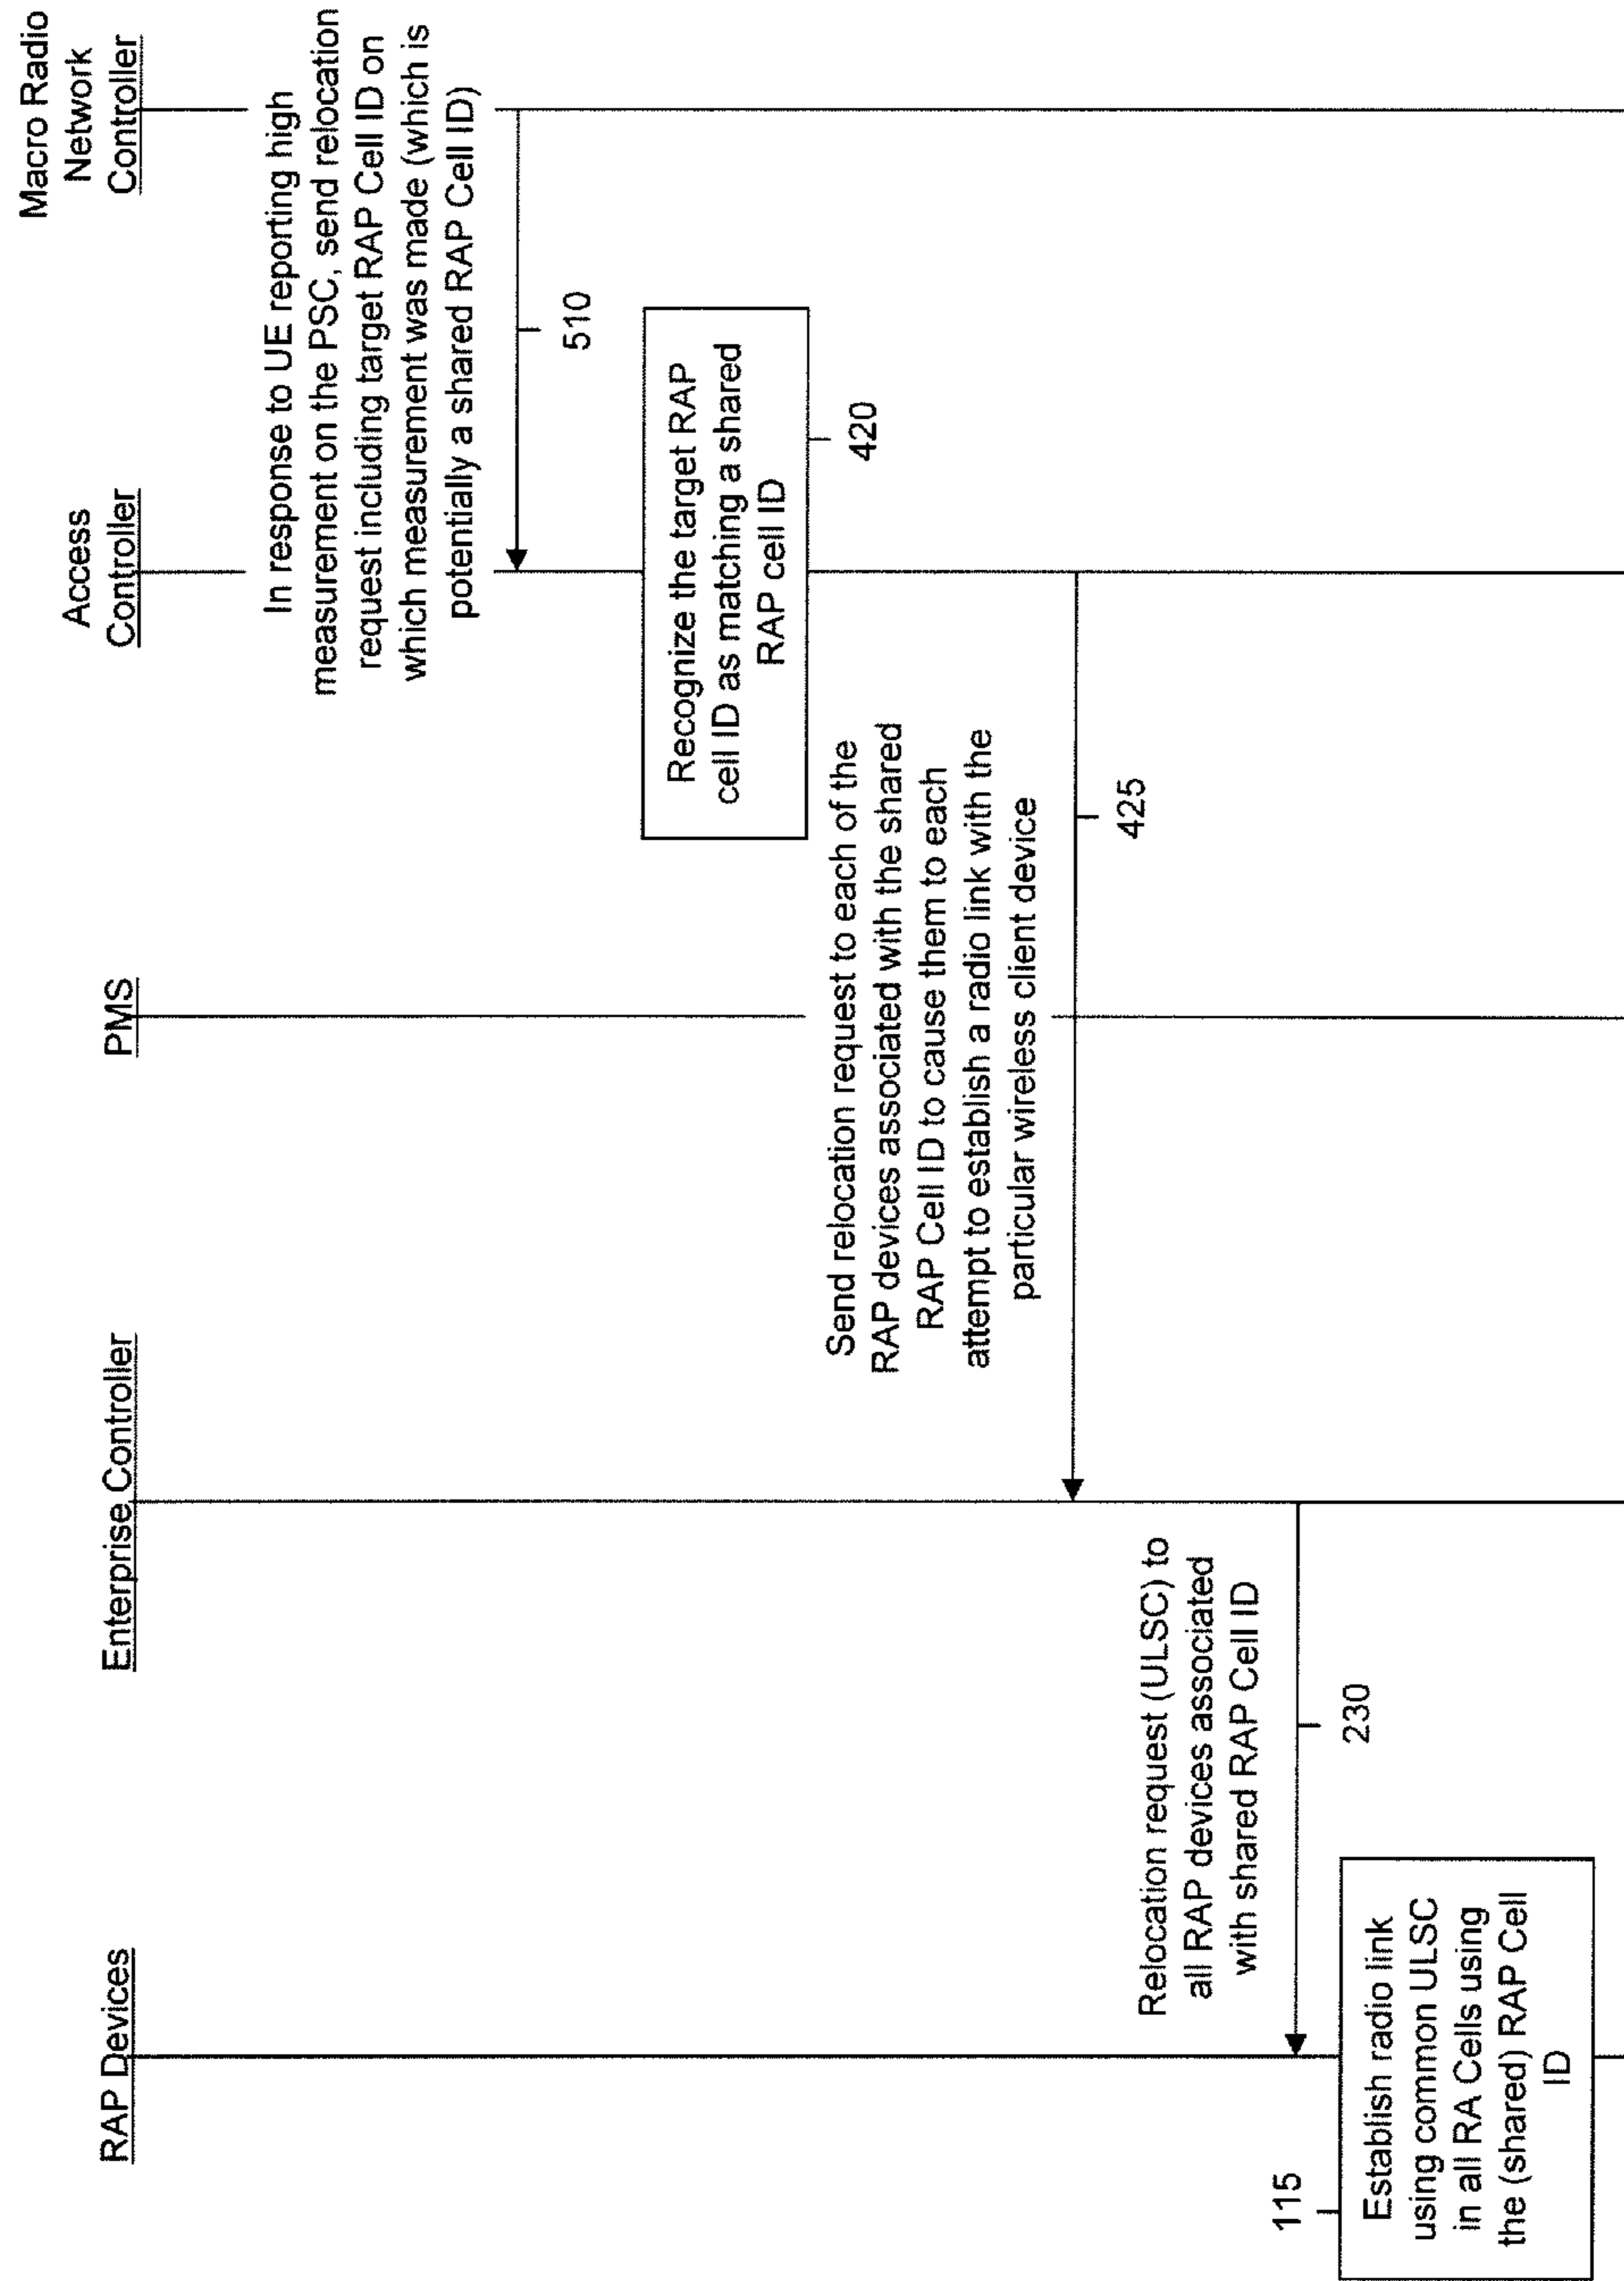 RAP Devices
Enterprise Controller
PMS
Access
Controller
Macro Radio
Network
Controller
In response to UE reporting high
measurement on the PSC, send relocation
request including target RAP Cell ID on
which measurement was made (which is
potentially a shared RAP Cell ID)
510
Recognize the target RAP
cell ID as matching a shared
RAP cell ID
420
Send relocation request to each of the
RAP devices associated with the shared
RAP Cell ID to cause them to each
attempt to establish a radio link with the
particular wireless client device
425
Relocation request (ULSC) to
all RAP devices associated
with shared RAP Cell ID
230
115
Establish radio link
using common ULSC
in all RA Cells using
the (shared) RAP Cell
ID